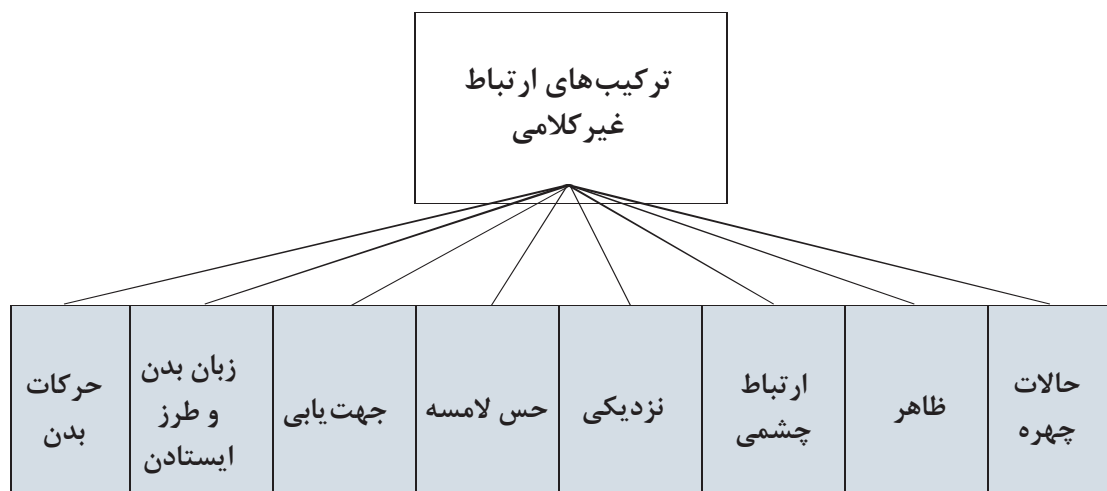 ترکیب‌های ارتباط
غیرکلامی
حالات
چهره
ظاهر
ارتباط
چشمی
نزدیکی
حس لامسه
جهت‌یابی
زبان بدن
و طرز
ایستادن
حرکات
بدن